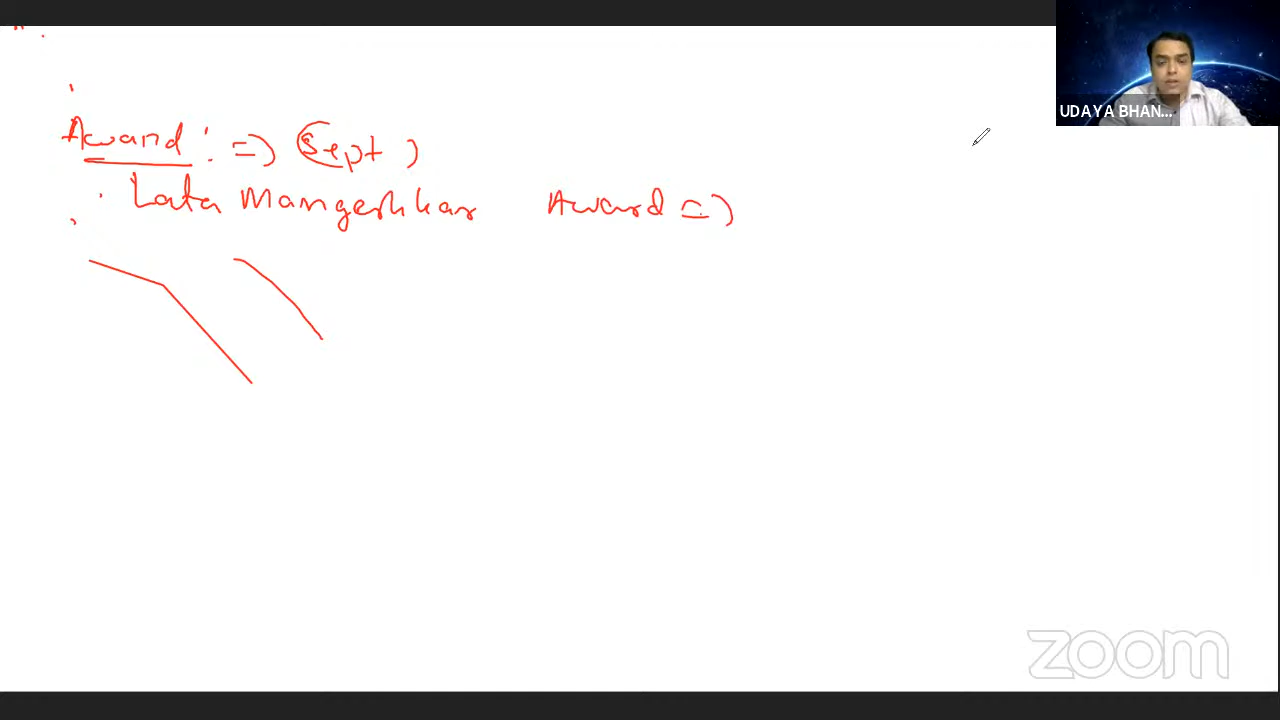 UDAYA BHAN...
Award : => (Sept)
. Lata Mangeshkar Award =>
zoom